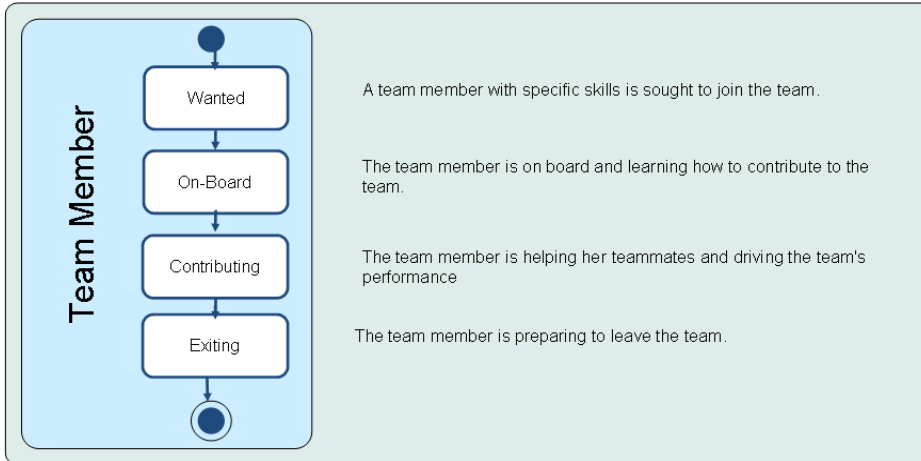 Team Member
Wanted
A team member with specific skills is sought to join the team.
On-Board
The team member is on board and learning how to contribute to the
team.
Contributing
The team member is helping her teammates and driving the team's
performance
Exiting
The team member is preparing to leave the team.